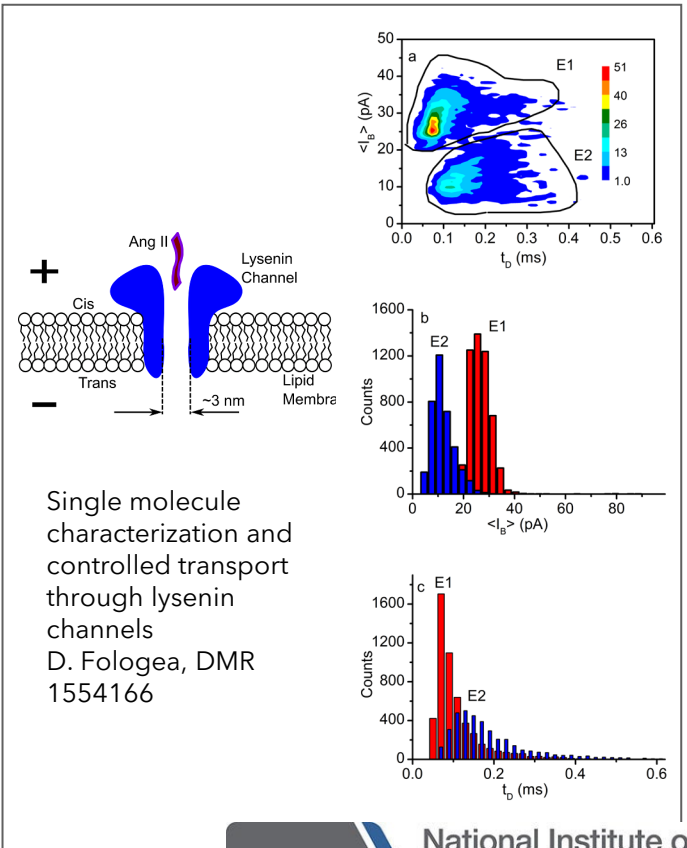 50
40
30
20
10
0
<I_B> (pA)
a
E1
E2
51
40
26
13
1.0
0.0 0.1 0.2 0.3 0.4 0.5 0.6
t_D (ms)
Ang II
Lysenin
Channel
+
Cis
Trans
−
~3 nm
Lipid
Membra
1600
1200
800
400
0
Counts
b
E2
E1
0 20 40 60 80
<I_B> (pA)
Single molecule
characterization and
controlled transport
through lysenin
channels
D. Fologea, DMR
1554166
1600
1200
800
400
0
Counts
c E1
E2
0.0 0.2 0.4 0.6
t_D (ms)
National Institute o